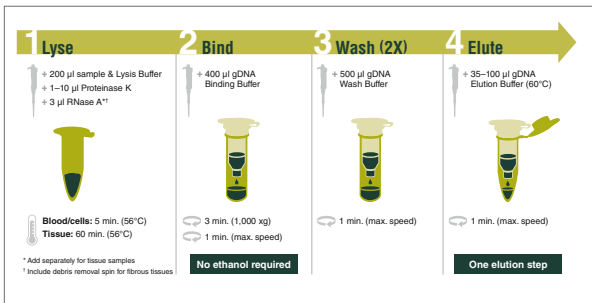 1 Lyse
+ 200 µl sample & Lysis Buffer
+ 1–10 µl Proteinase K
+ 3 µl RNase A*†
Blood/cells: 5 min. (56°C)
Tissue: 60 min. (56°C)
* Add separately for tissue samples
† Include debris removal spin for fibrous tissues
2 Bind
+ 400 µl gDNA
Binding Buffer
3 min. (1,000 xg)
1 min. (max. speed)
No ethanol required
3 Wash (2X)
+ 500 µl gDNA
Wash Buffer
1 min. (max. speed)
4 Elute
+ 35–100 µl gDNA
Elution Buffer (60°C)
1 min. (max. speed)
One elution step